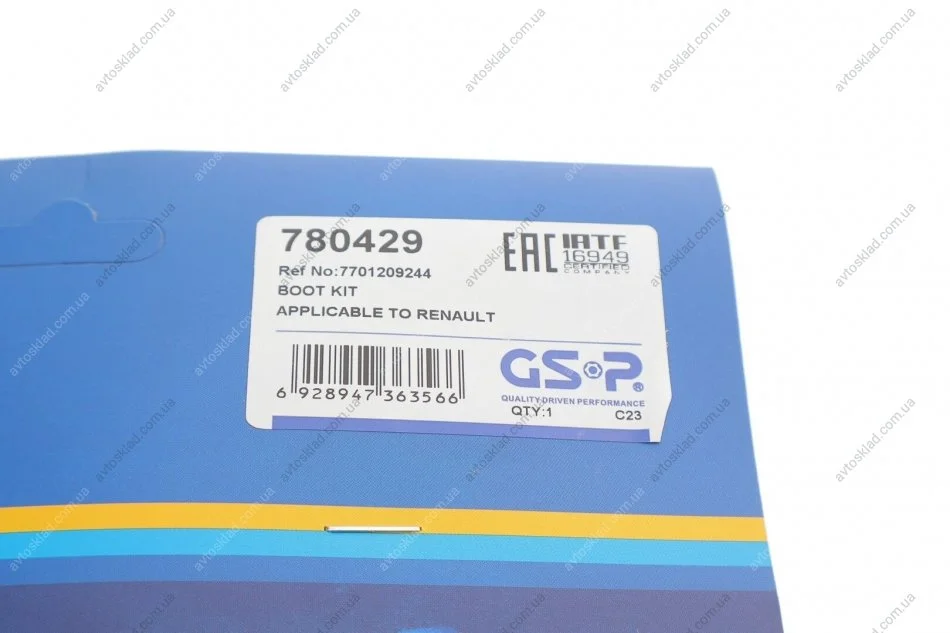 780429
Ref No:7701209244
BOOT KIT
APPLICABLE TO RENAULT
EAC
IATF
16949
CERTIFIED
COMPANY
6 928947 363566
GSP®
QUALITY DRIVEN PERFORMANCE
QTY:1
C23
avtosklad.com.ua